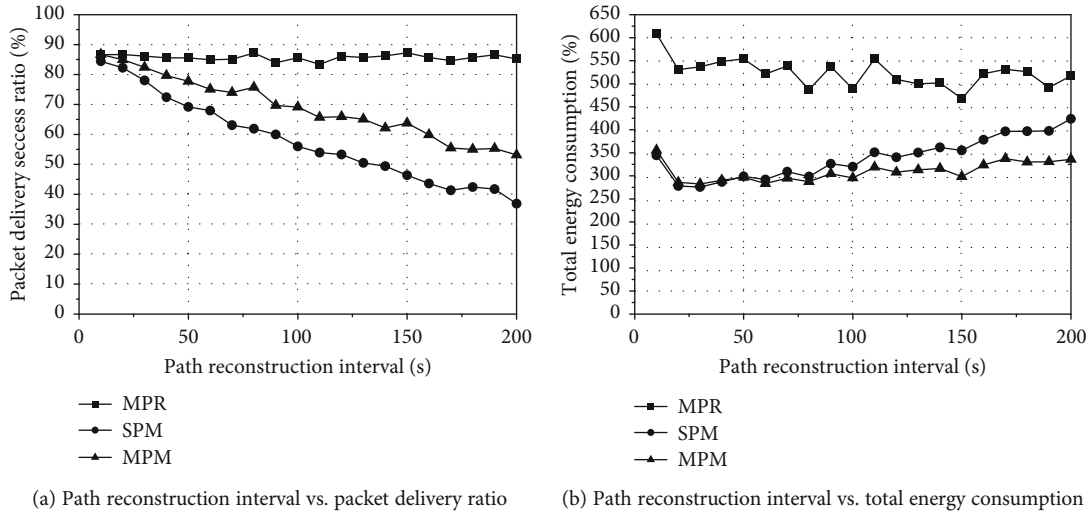 100
90
80
70
60
50
40
30
20
10
0
Packet delivery seccess ratio (%)
0
50
100
150
200
Path reconstruction interval (s)
MPR
SPM
MPM
(a) Path reconstruction interval vs. packet delivery ratio
650
600
550
500
450
400
350
300
250
200
150
100
50
0
Total energy consumption (%)
0
50
100
150
200
Path reconstruction interval (s)
MPR
SPM
MPM
(b) Path reconstruction interval vs. total energy consumption